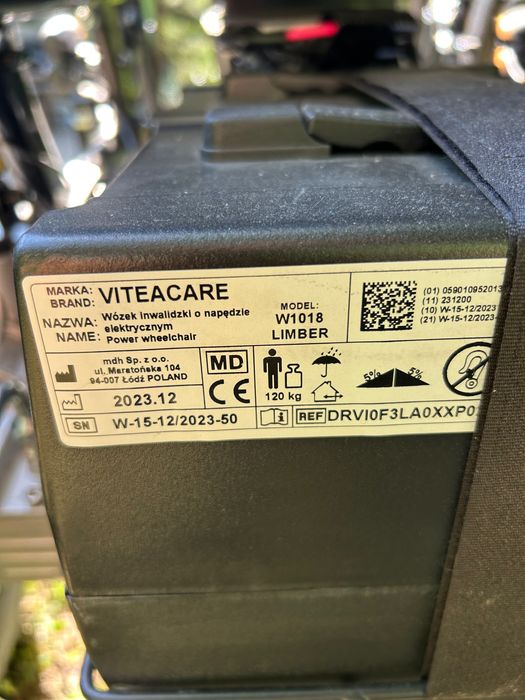 MARKA: VITEACARE
BRAND:
NAZWA: Wózek inwalidzki o napędzie elektrycznym
NAME: Power wheelchair
MODEL:
W1018
LIMBER
(01) 059010952013
(11) 231200
(10) W-15-12/2023
(21) W-15-12/2023-
mdh Sp. z o.o.
ul. Maratońska 104
94-007 Łódź POLAND
MD
CE
2023.12
SN W-15-12/2023-50
120 kg
5% 5%
i REF DRVI0F3LA0XXP0